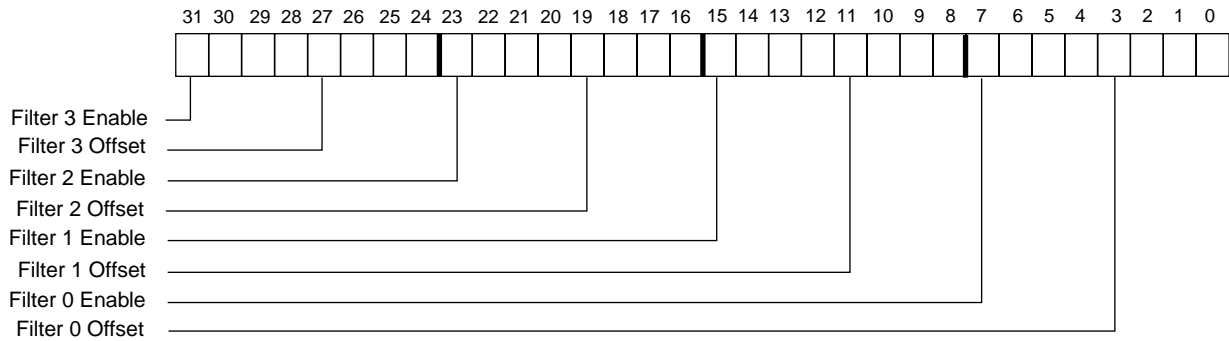 31 30 29 28 27 26 25 24 23 22 21 20 19 18 17 16 15 14 13 12 11 10 9 8 7 6 5 4 3 2 1 0
Filter 3 Enable
Filter 3 Offset
Filter 2 Enable
Filter 2 Offset
Filter 1 Enable
Filter 1 Offset
Filter 0 Enable
Filter 0 Offset